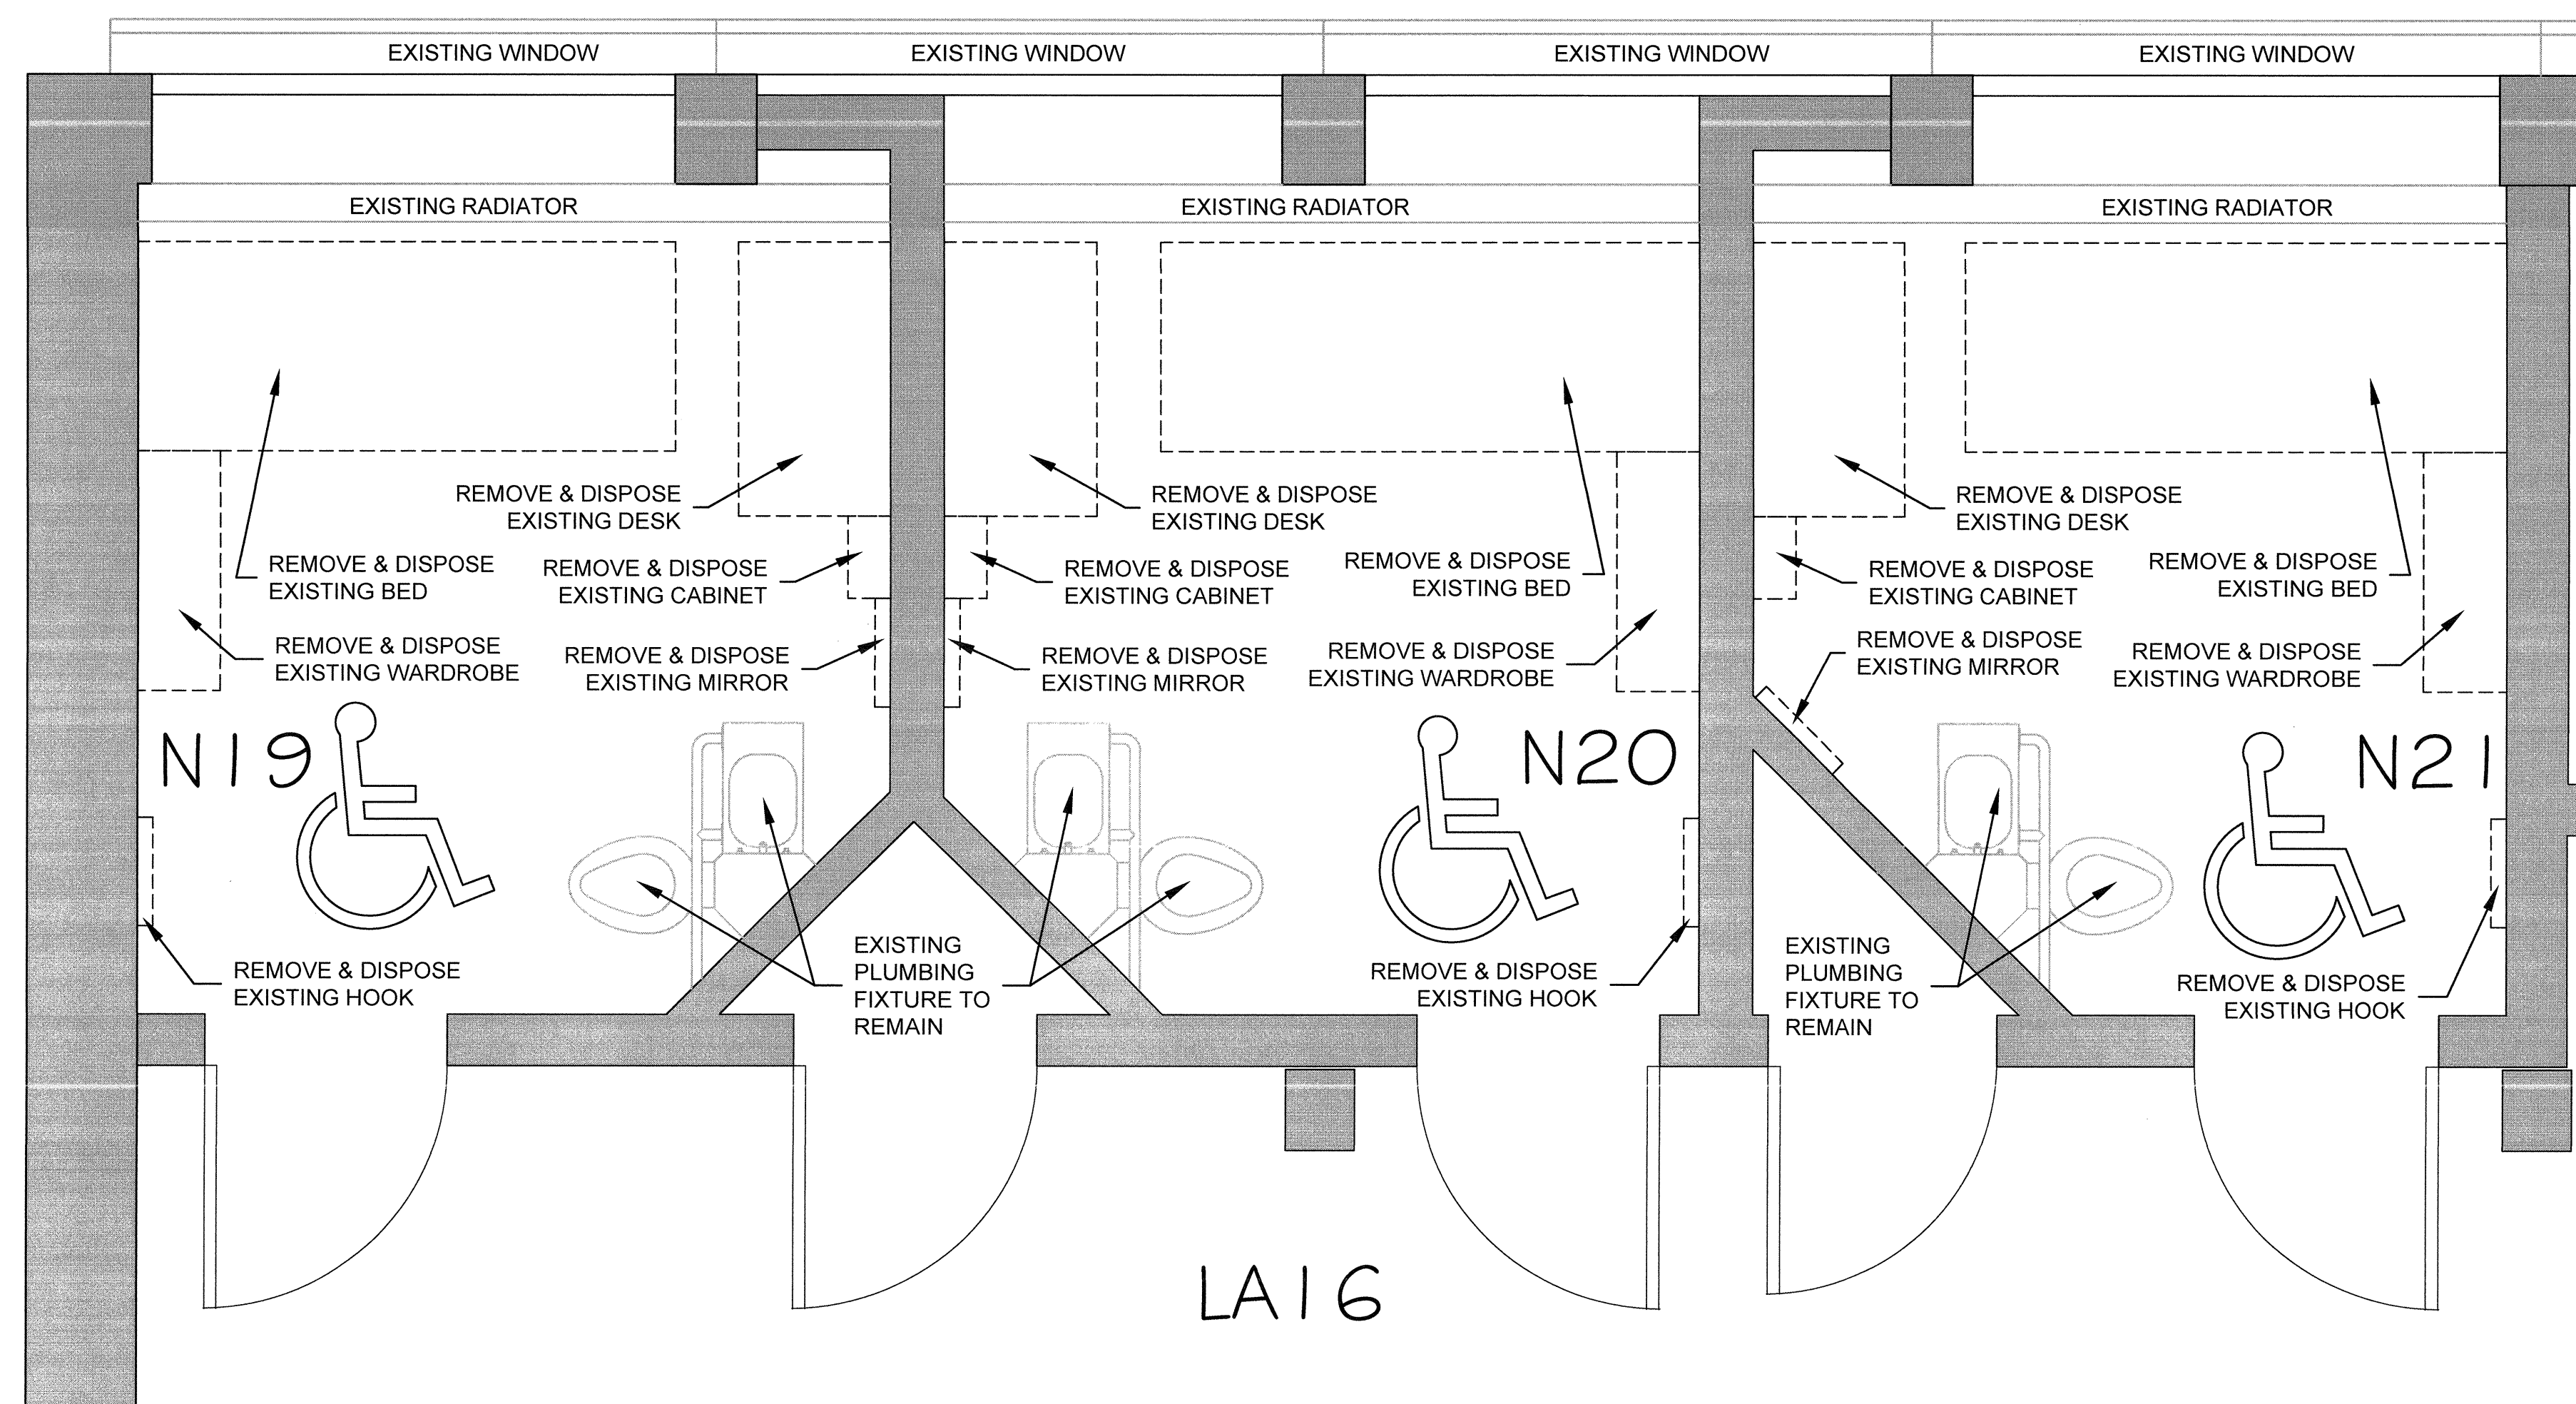 EXISTING WINDOW
EXISTING WINDOW
EXISTING WINDOW
EXISTING WINDOW
EXISTING RADIATOR
EXISTING RADIATOR
EXISTING RADIATOR
REMOVE & DISPOSE
EXISTING DESK
REMOVE & DISPOSE
EXISTING BED
REMOVE & DISPOSE
EXISTING CABINET
REMOVE & DISPOSE
EXISTING WARDROBE
REMOVE & DISPOSE
EXISTING MIRROR
N19
REMOVE & DISPOSE
EXISTING HOOK
EXISTING
PLUMBING
FIXTURE TO
REMAIN
REMOVE & DISPOSE
EXISTING DESK
REMOVE & DISPOSE
EXISTING CABINET
REMOVE & DISPOSE
EXISTING BED
REMOVE & DISPOSE
EXISTING MIRROR
REMOVE & DISPOSE
EXISTING WARDROBE
N20
REMOVE & DISPOSE
EXISTING HOOK
REMOVE & DISPOSE
EXISTING DESK
REMOVE & DISPOSE
EXISTING CABINET
REMOVE & DISPOSE
EXISTING BED
REMOVE & DISPOSE
EXISTING MIRROR
REMOVE & DISPOSE
EXISTING WARDROBE
N21
EXISTING
PLUMBING
FIXTURE TO
REMAIN
REMOVE & DISPOSE
EXISTING HOOK
LA16